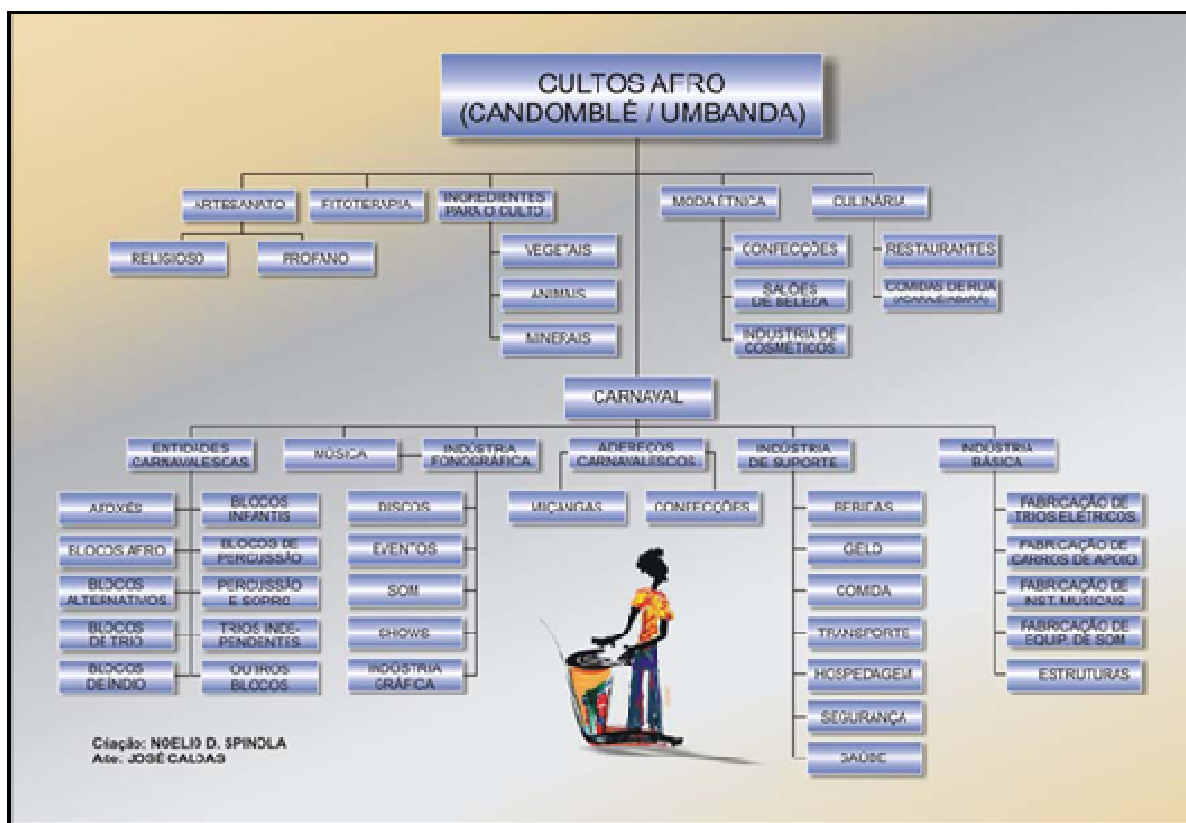 CULTOS AFRO
(CANDOMBLÉ / UMBANDA)
ARTESANATO
FITOTERAPIA
INGREDIENTES
PARA O CULTO
MODA ÉTNICA
CULINÁRIA
RELIGIOSO
PROFANO
VEGETAIS
ANIMAIS
MINERAIS
CONFECÇÕES
SALÕES
DE BELEZA
INDÚSTRIA DE
COSMÉTICOS
RESTAURANTES
COMIDAS DE RUA
(ACARAJÉ/ABARÁ)
CARNAVAL
ENTIDADES
CARNAVALESCAS
MÚSICA
INDÚSTRIA
FONOGRÁFICA
ADEREÇOS
CARNAVALESCOS
INDÚSTRIA
DE SUPORTE
INDÚSTRIA
BÁSICA
AFOXÉS
BLOCOS AFRO
BLOCOS
ALTERNATIVOS
BLOCOS
DE TRIO
BLOCOS
DE ÍNDIO
BLOCOS
INFANTIS
BLOCOS DE
PERCUSSÃO
PERCUSSÃO
E SOPRO
TRIOS INDE-
PENDENTES
OUTROS
BLOCOS
DISCOS
EVENTOS
SOM
SHOWS
INDÚSTRIA
GRÁFICA
MIÇANGAS
CONFECÇÕES
BEBIDAS
GELO
COMIDA
TRANSPORTE
HOSPEDAGEM
SEGURANÇA
SAÚDE
FABRICAÇÃO DE
TRIOS ELÉTRICOS
FABRICAÇÃO DE
CARROS DE APOIO
FABRICAÇÃO DE
INST. MUSICAIS
FABRICAÇÃO DE
EQUIP. DE SOM
ESTRUTURAS
Criação: NOELIO D. SPINOLA
Arte: JOSÉ CALDAS